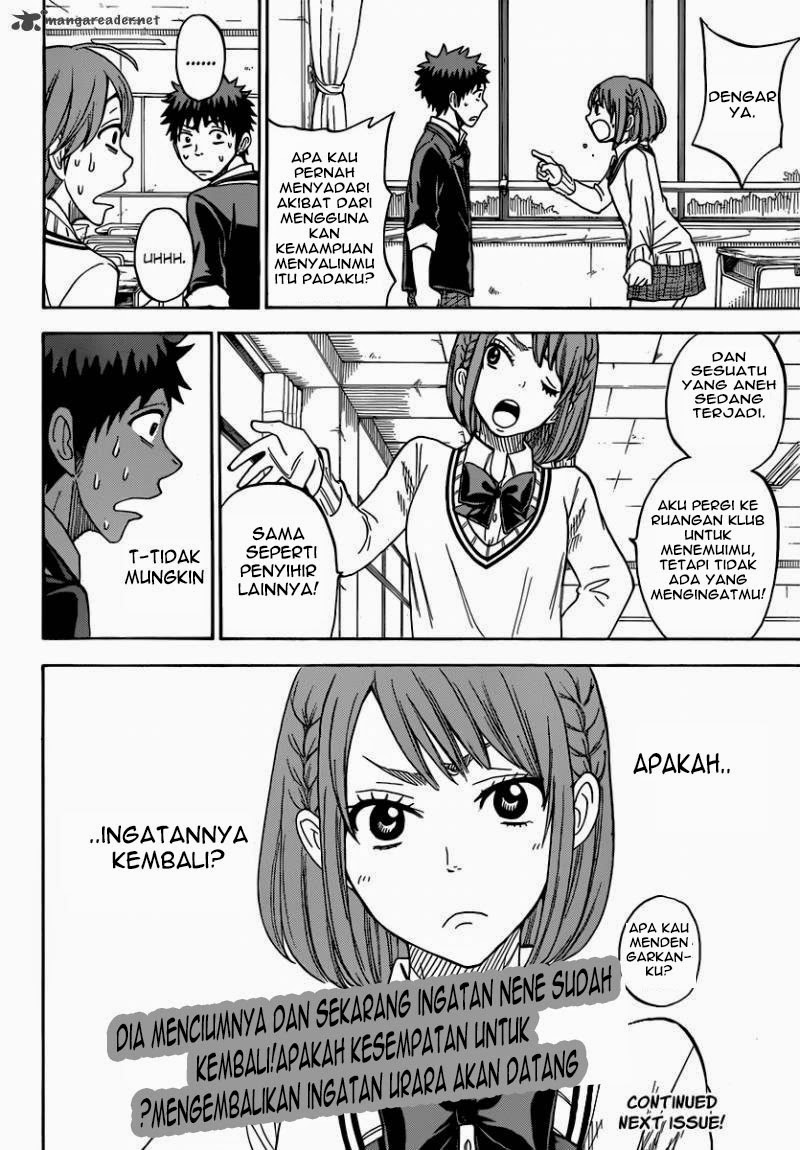 mangareader.net
DENGAR
YA.
APA KAU
PERNAH
MENYADARI
AKIBAT DARI
MENGGUNA
KAN
KEMAMPUAN
MENYALINMU
ITU PADAKU?
......
UHHH.
DAN
SESUATU
YANG ANEH
SEDANG
TERJADI.
AKU PERGI KE
RUANGAN KLUB
UNTUK
MENEMUIMU,
TETAPI TIDAK
ADA YANG
MENGINGATMU!
SAMA
SEPERTI
PENYIHIR
LAINNYA!
T-TIDAK
MUNGKIN
APAKAH..
..INGATANNYA
KEMBALI?
APA KAU
MENDEN
GARKAN-
KU?
DIA MENCIUMNYA DAN SEKARANG INGATAN NENE SUDAH
KEMBALI!APAKAH KESEMPATAN UNTUK
?MENGEMBALIKAN INGATAN URARA AKAN DATANG
CONTINUED
NEXT ISSUE!